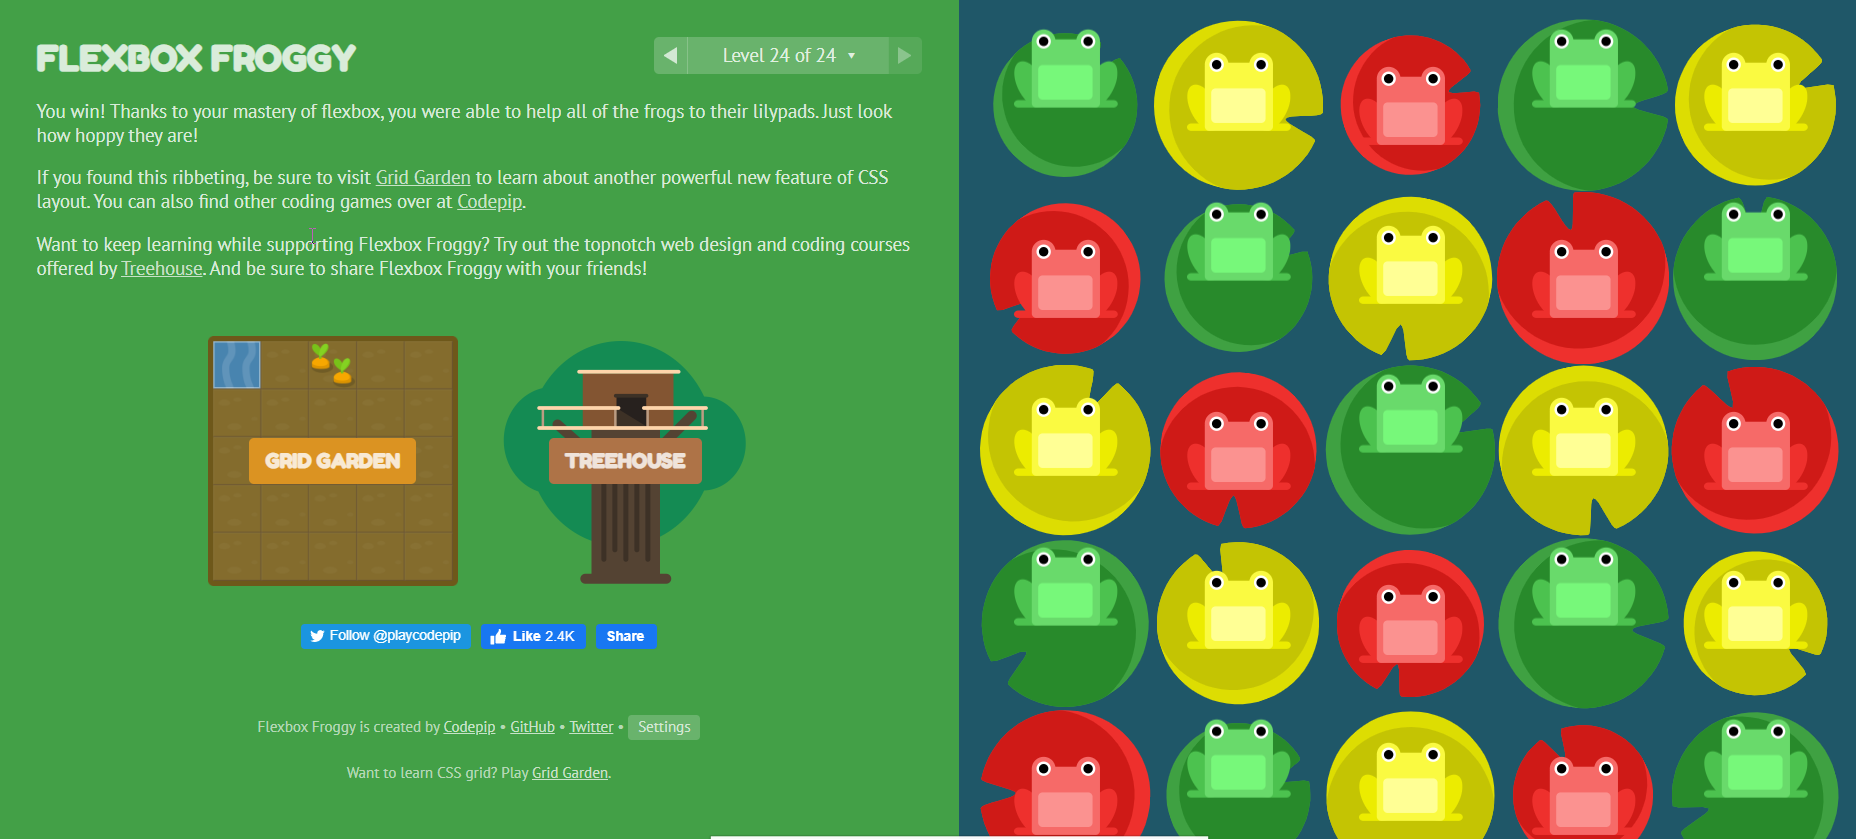 FLEXBOX FROGGY
Level 24 of 24
You win! Thanks to your mastery of flexbox, you were able to help all of the frogs to their lilypads. Just look
how hoppy they are!
If you found this ribbeting, be sure to visit Grid Garden to learn about another powerful new feature of CSS
layout. You can also find other coding games over at Codepip.
Want to keep learning while supporting Flexbox Froggy? Try out the topnotch web design and coding courses
offered by Treehouse. And be sure to share Flexbox Froggy with your friends!
GRID GARDEN
TREEHOUSE
Follow @playcodepip
Like 2.4K
Share
Flexbox Froggy is created by Codepip • GitHub • Twitter • Settings
Want to learn CSS grid? Play Grid Garden.